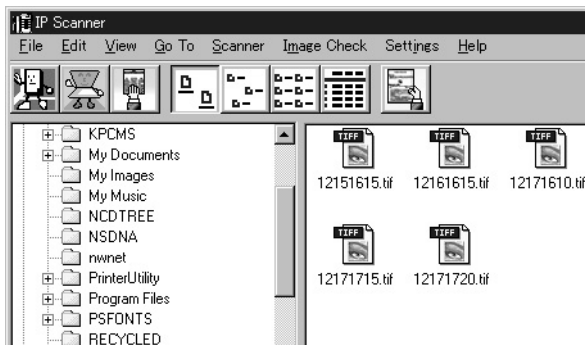 IP Scanner
File Edit View Go To Scanner Image Check Settings Help
KPCMS
My Documents
My Images
My Music
NCDTREE
NSDNA
nwnet
PrinterUtility
Program Files
PSFONTS
RECYCLED
TIFF TIFF TIFF
12151615.tif 12161615.tif 12171610.tif
TIFF TIFF
12171715.tif 12171720.tif